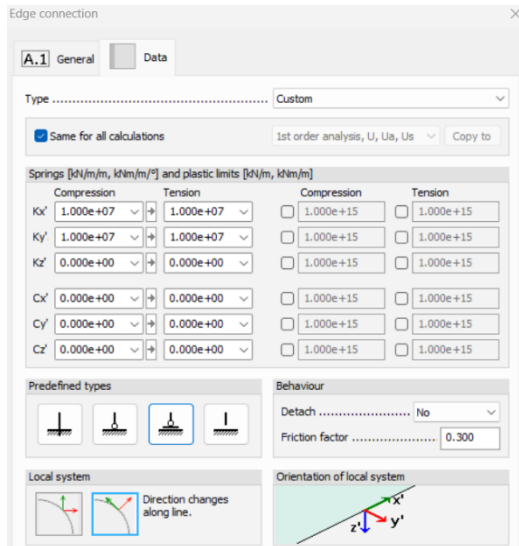 Edge connection
A.1 General Data
Type ........................................................ Custom
Same for all calculations 1st order analysis, U, Ua, Us Copy to
Springs [kN/m/m, kNm/m/°] and plastic limits [kN/m, kNm/m]
Compression Tension Compression Tension
Kx' 1.000e+07 1.000e+07 1.000e+15 1.000e+15
Ky' 1.000e+07 1.000e+07 1.000e+15 1.000e+15
Kz' 0.000e+00 0.000e+00 1.000e+15 1.000e+15
Cx' 0.000e+00 0.000e+00 1.000e+15 1.000e+15
Cy' 0.000e+00 0.000e+00 1.000e+15 1.000e+15
Cz' 0.000e+00 0.000e+00 1.000e+15 1.000e+15
Predefined types
Behaviour
Detach ....................... No
Friction factor ..................... 0.300
Local system
Direction changes
along line.
Orientation of local system
x'
y'
z'